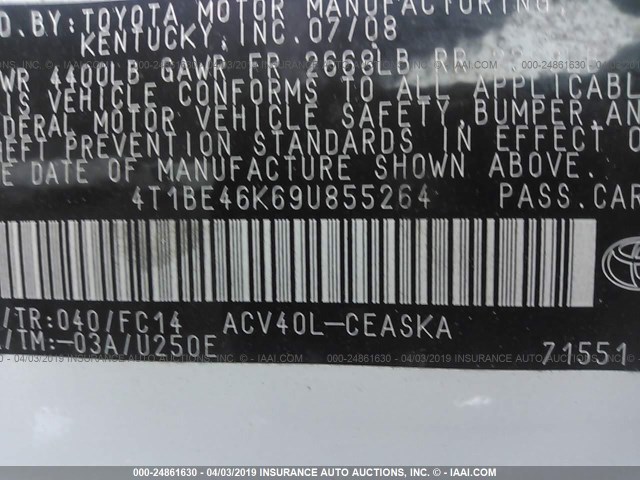 D.BY:TOYOTA MOTOR MANUFACTURING,
KENTUCKY, INC. 07/08
WR 4460LB GAWR FR 2668LB RR
IS VEHICLE CONFORMS TO ALL APPLICABL
DERAL MOTOR VEHICLE SAFETY, BUMPER, AN
HEFT PREVENTION STANDARDS IN EFFECT O
E DATE OF MANUFACTURE SHOWN ABOVE.
4T1BE46K69U855264 PASS.CAR
/TR:040/FC14 ACV40L-CEASKA
/TM:-03A/U250E 71551
000-24861630 - 04/03/2019 INSURANCE AUTO AUCTIONS, INC. - © IAAI.COM